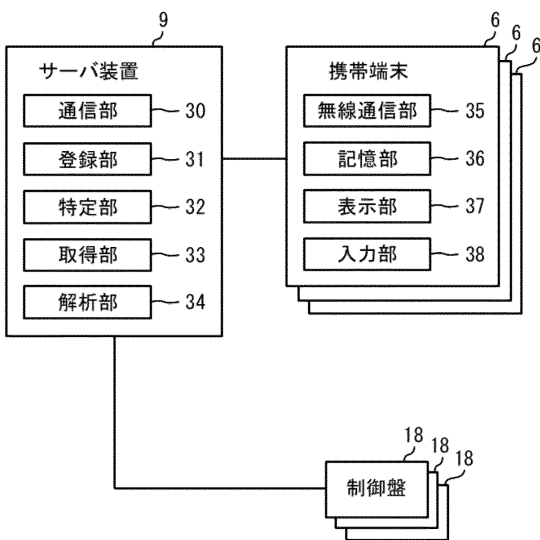 9
サーバ装置
通信部 30
登録部 31
特定部 32
取得部 33
解析部 34
6
6
6
携帯端末
無線通信部 35
記憶部 36
表示部 37
入力部 38
18
18
18
制御盤